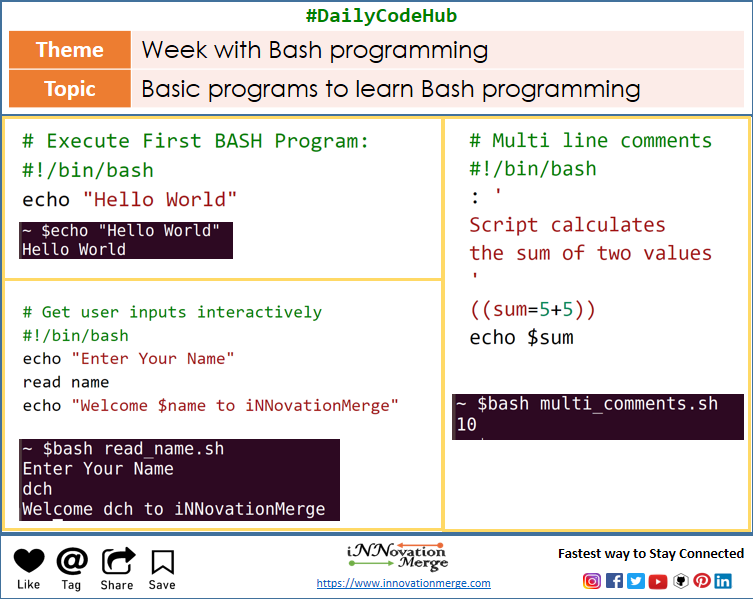 #DailyCodeHub
Theme
Week with Bash programming
Topic
Basic programs to learn Bash programming
# Execute First BASH Program:
#!/bin/bash
echo "Hello World"
~ $echo "Hello World"
Hello World
# Get user inputs interactively
#!/bin/bash
echo "Enter Your Name"
read name
echo "Welcome $name to iNNovationMerge"
~ $bash read_name.sh
Enter Your Name
dch
Welcome dch to iNNovationMerge
# Multi line comments
#!/bin/bash
: '
Script calculates
the sum of two values
'
((sum=5+5))
echo $sum
~ $bash multi_comments.sh
10
Like
Tag
Share
Save
iNNovation
Merge
https://www.innovationmerge.com
Fastest way to Stay Connected